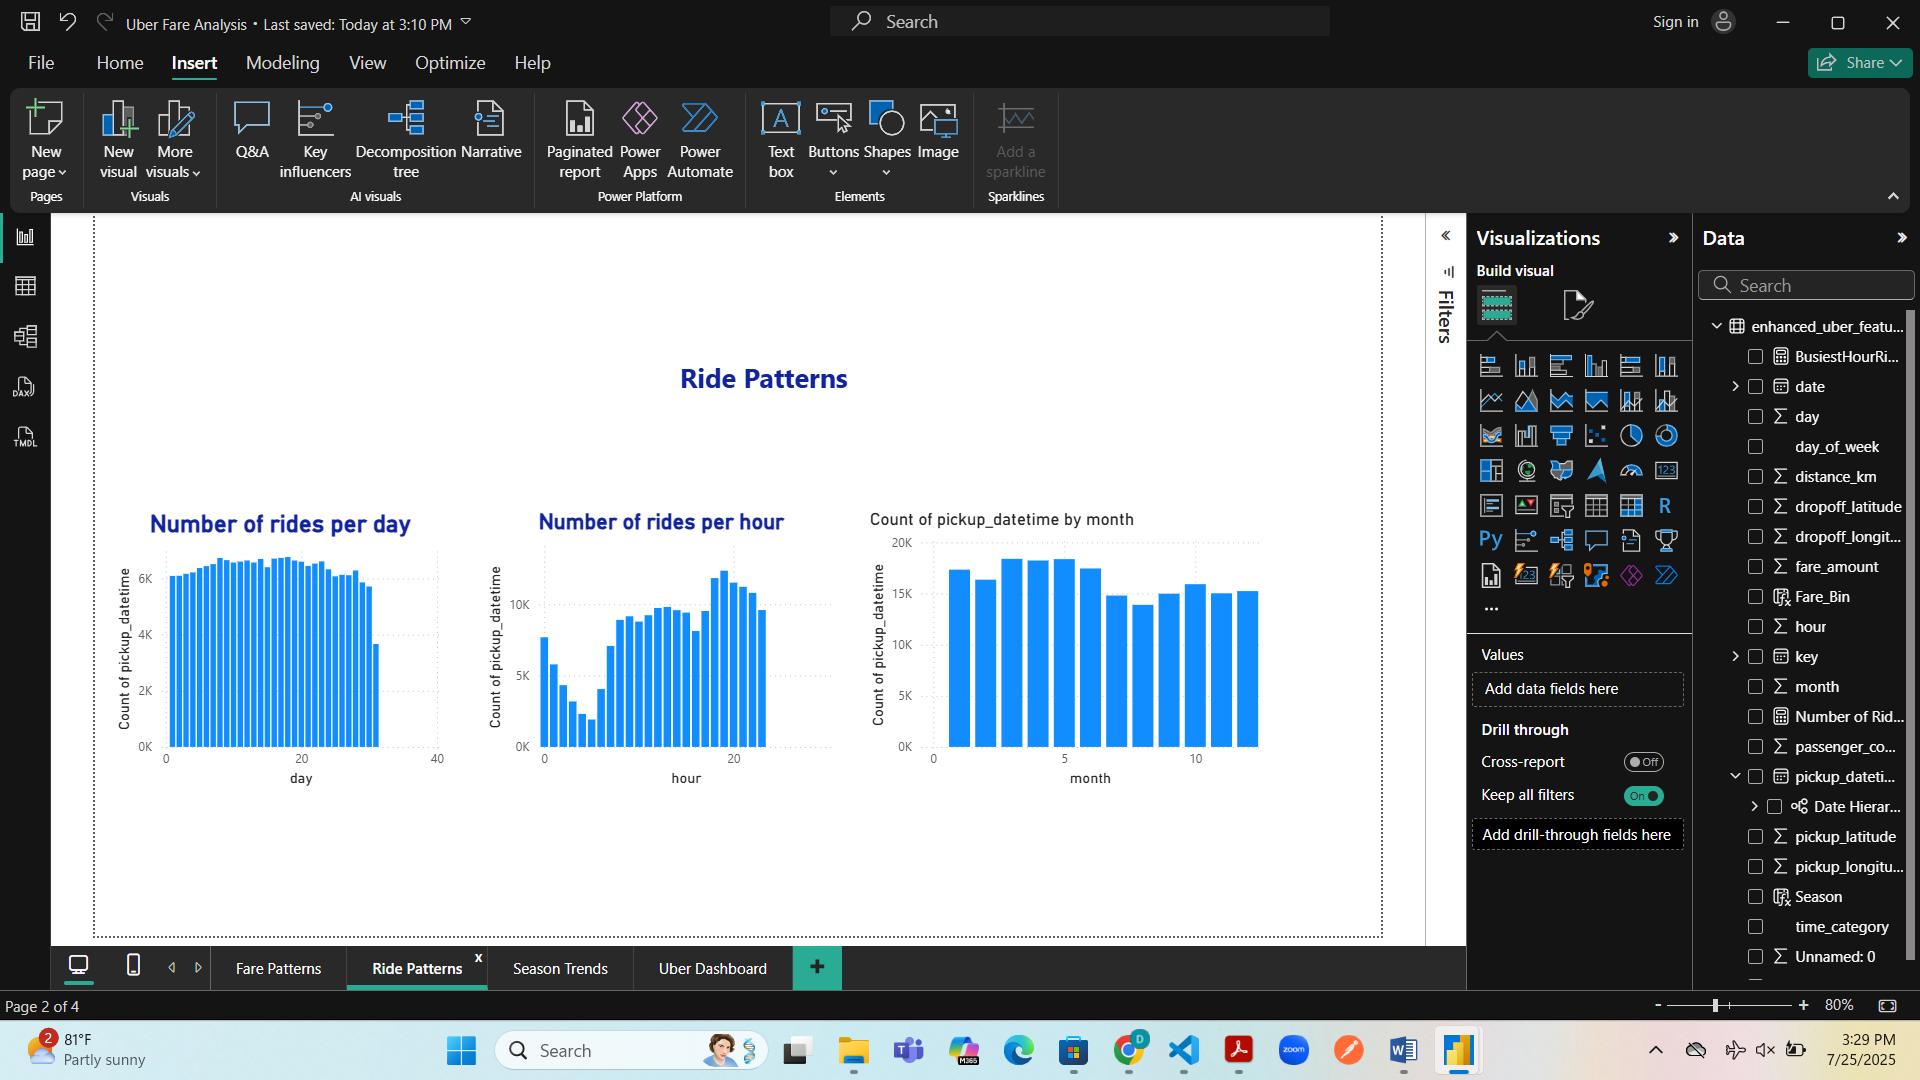 Uber Fare Analysis • Last saved: Today at 3:10 PM
Search
Sign in
File
Home
Insert
Modeling
View
Optimize
Help
Share
New page
New visual
More visuals
Q&A
Key influencers
Decomposition tree
Narrative
Paginated report
Power Apps
Power Automate
Text box
Buttons
Shapes
Image
Add a sparkline
Pages
Visuals
AI visuals
Power Platform
Elements
Sparklines
DAX
TMDL
Ride Patterns
Number of rides per day
Count of pickup_datetime
6K
4K
2K
0K
0
20
40
day
Number of rides per hour
Count of pickup_datetime
10K
5K
0K
0
20
hour
Count of pickup_datetime by month
Count of pickup_datetime
20K
15K
10K
5K
0K
0
5
10
month
Filters
Visualizations
Build visual
123
R
Py
123
...
Values
Add data fields here
Drill through
Cross-report
Off
Keep all filters
On
Add drill-through fields here
Data
Search
enhanced_uber_featu...
BusiestHourRi...
date
day
day_of_week
distance_km
dropoff_latitude
dropoff_longit...
fare_amount
Fare_Bin
hour
key
month
Number of Rid...
passenger_co...
pickup_dateti...
Date Hierar...
pickup_latitude
pickup_longitu...
Season
time_category
Unnamed: 0
Fare Patterns
Ride Patterns
x
Season Trends
Uber Dashboard
+
Page 2 of 4
- + 80%
2
81°F
Partly sunny
Search
M365
D
zoom
3:29 PM
7/25/2025